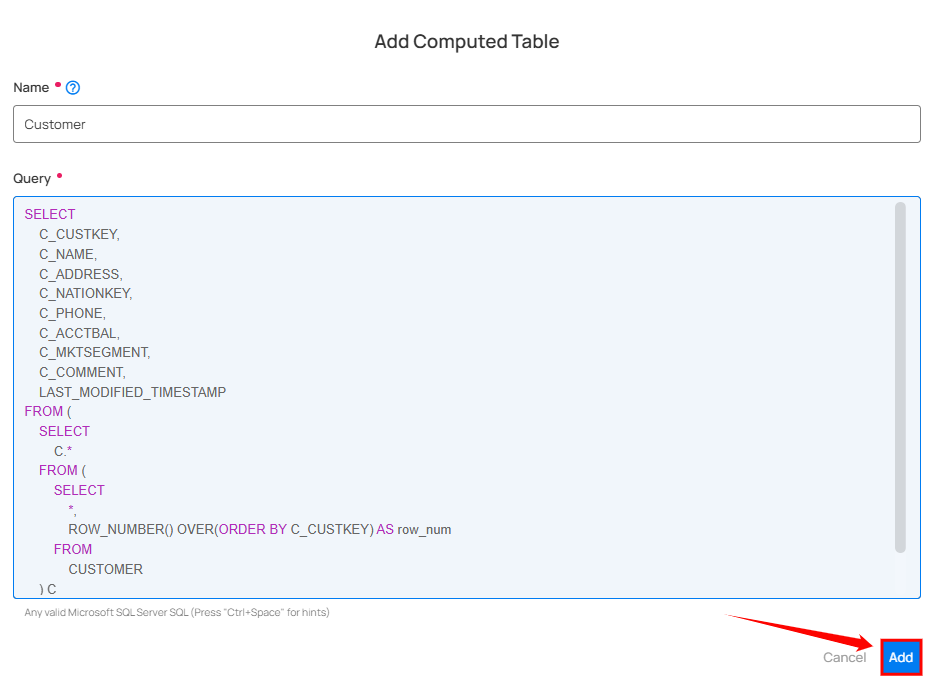 Add Computed Table
Name • ?
Customer
Query •
SELECT
C_CUSTKEY,
C_NAME,
C_ADDRESS,
C_NATIONKEY,
C_PHONE,
C_ACCTBAL,
C_MKTSEGMENT,
C_COMMENT,
LAST_MODIFIED_TIMESTAMP
FROM (
SELECT
C.*
FROM (
SELECT
*,
ROW_NUMBER() OVER(ORDER BY C_CUSTKEY) AS row_num
FROM
CUSTOMER
) C
Any valid Microsoft SQL Server SQL (Press "Ctrl+Space" for hints)
Cancel Add